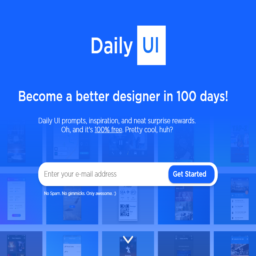 Daily UI
Become a better designer in 100 days!
Daily UI prompts, inspiration, and neat surprise rewards.
Oh, and it's 100% free. Pretty cool, huh?
Enter your e-mail address
Get Started
No Spam. No gimmicks. Only awesome. :)